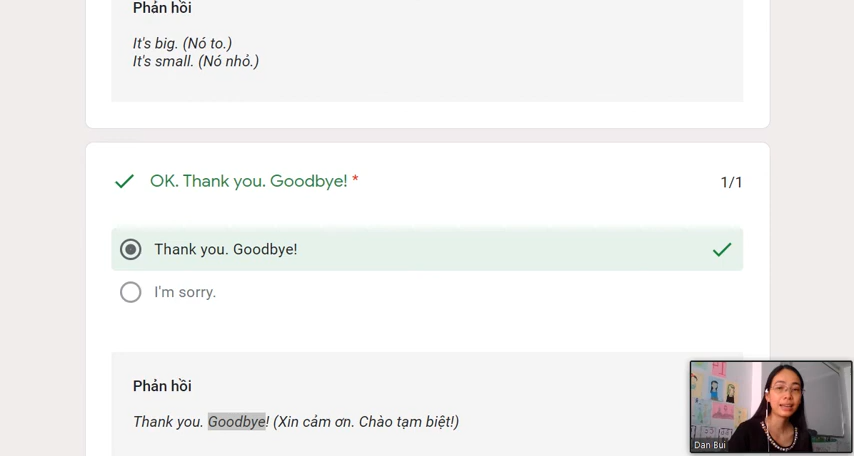 Phản hồi
It's big. (Nó to.)
It's small. (Nó nhỏ.)
OK. Thank you. Goodbye! *
1/1
Thank you. Goodbye!
I'm sorry.
Phản hồi
Thank you. Goodbye! (Xin cảm ơn. Chào tạm biệt!)
Dan Bui